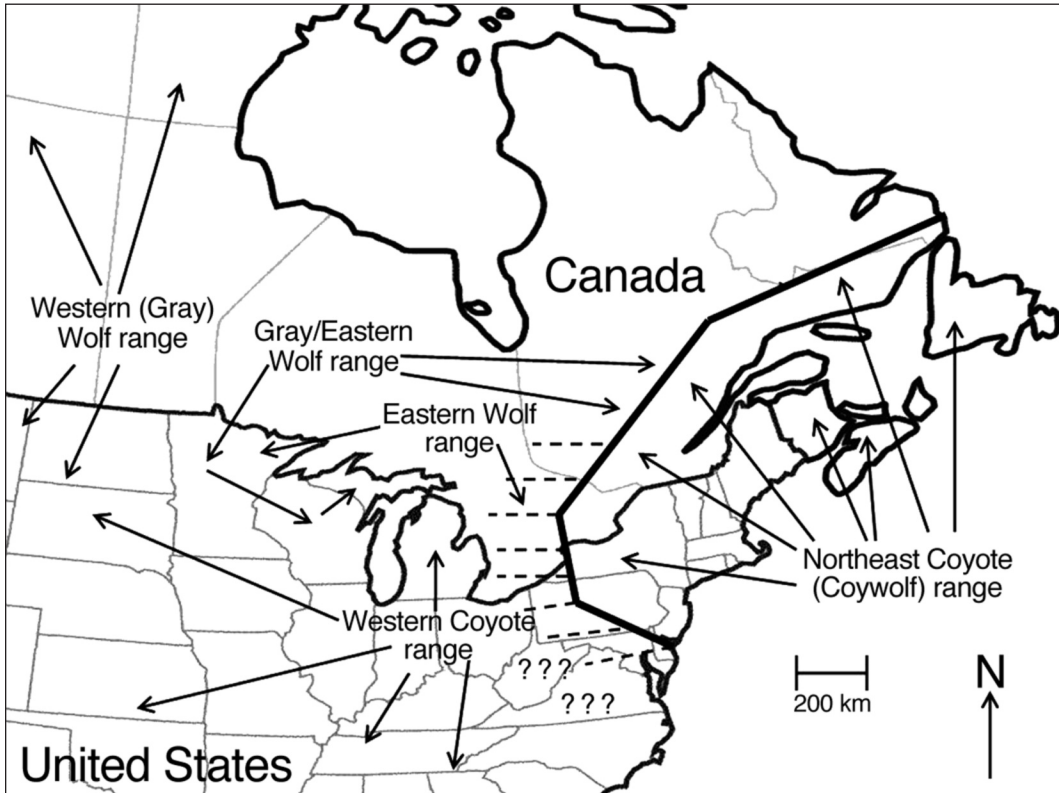 Canada
Western (Gray)
Wolf range
Gray/Eastern
Wolf range
Eastern Wolf
range
Northeast Coyote
(Coywolf) range
Western Coyote
range
???
???
200 km
N
United States